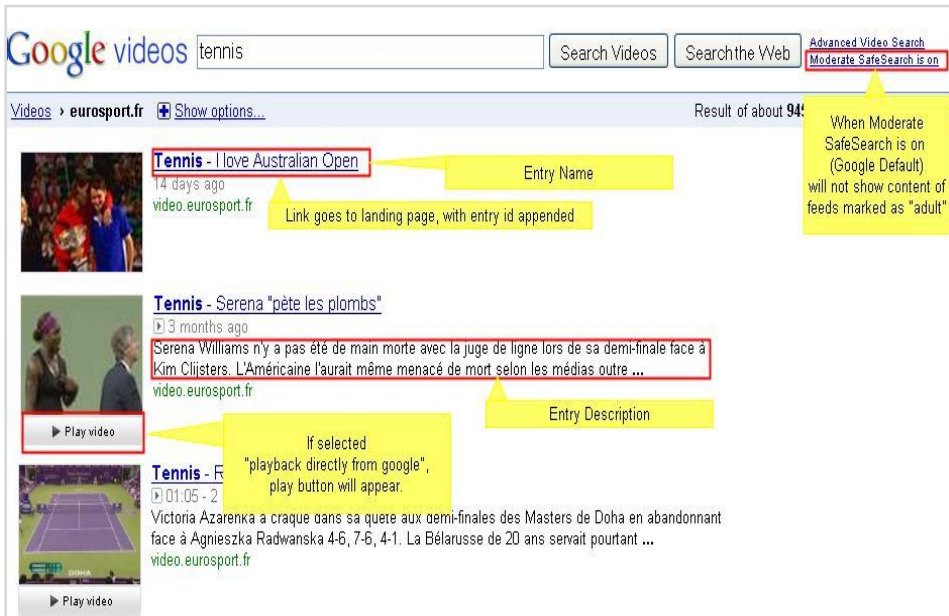 Google videos tennis Search Videos Search the Web Advanced Video Search
Moderate SafeSearch is on
Videos › eurosport.fr Show options... Result of about 945
When Moderate
SafeSearch is on
(Google Default)
will not show content of
feeds marked as "adult"
Tennis - I love Australian Open
Entry Name
14 days ago
video.eurosport.fr
Link goes to landing page, with entry id appended
Tennis - Serena "pète les plombs"
3 months ago
Serena Williams n'y a pas été de main morte avec la juge de ligne lors de sa demi-finale face à
Kim Clijsters. L'Américaine l'aurait même menacé de mort selon les médias outre ...
video.eurosport.fr
Entry Description
Play video
If selected
"playback directly from google",
play button will appear.
Tennis -
01:05 - 2
Victoria Azarenka a craqué dans sa quête aux demi-finales des Masters de Doha en abandonnant
face à Agnieszka Radwanska 4-6, 7-6, 4-1. La Bélarusse de 20 ans servait pourtant ...
video.eurosport.fr
DOHA
Play video